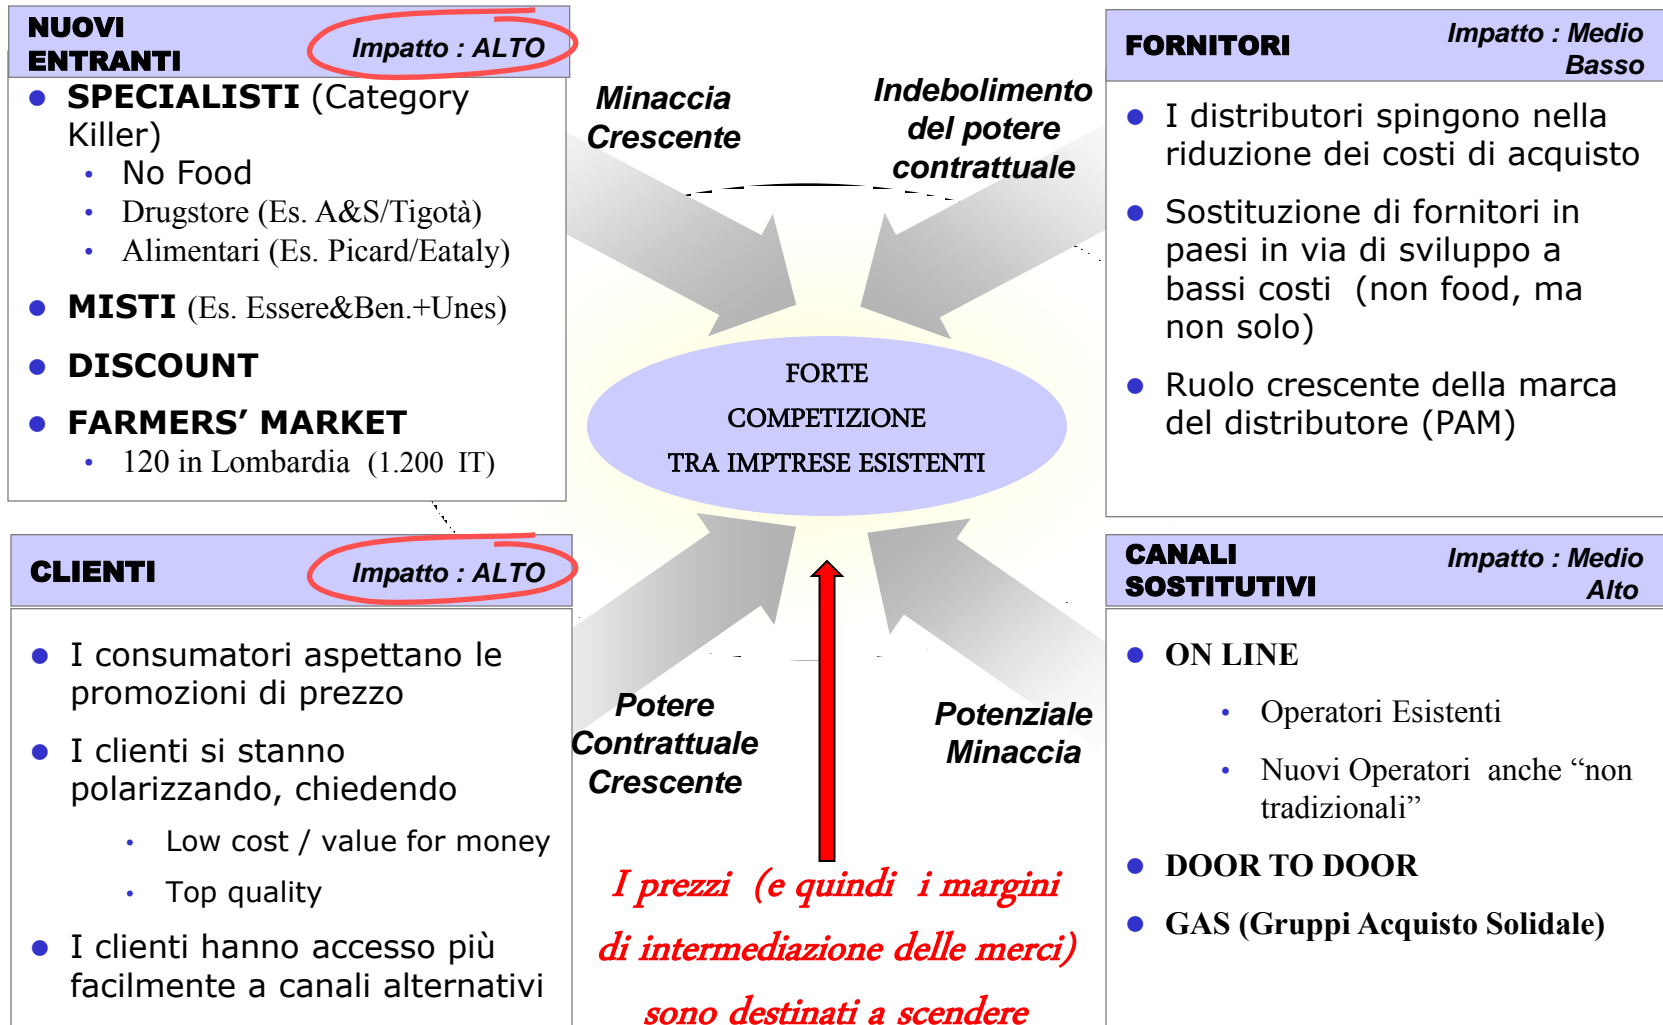 NUOVI
ENTRANTI
Impatto : ALTO
● SPECIALISTI (Category
Killer)
• No Food
• Drugstore (Es. A&S/Tigotà)
• Alimentari (Es. Picard/Eataly)
● MISTI (Es. Essere&Ben.+Unes)
● DISCOUNT
● FARMERS’ MARKET
• 120 in Lombardia (1.200 IT)
Minaccia
Crescente
Indebolimento
del potere
contrattuale
FORNITORI
Impatto : Medio
Basso
● I distributori spingono nella
riduzione dei costi di acquisto
● Sostituzione di fornitori in
paesi in via di sviluppo a
bassi costi (non food, ma
non solo)
● Ruolo crescente della marca
del distributore (PAM)
FORTE
COMPETIZIONE
TRA IMPTRESE ESISTENTI
CLIENTI
Impatto : ALTO
● I consumatori aspettano le
promozioni di prezzo
● I clienti si stanno
polarizzando, chiedendo
• Low cost / value for money
• Top quality
● I clienti hanno accesso più
facilmente a canali alternativi
Potere
Contrattuale
Crescente
Potenziale
Minaccia
I prezzi (e quindi i margini
di intermediazione delle merci)
sono destinati a scendere
CANALI
SOSTITUTIVI
Impatto : Medio
Alto
● ON LINE
• Operatori Esistenti
• Nuovi Operatori anche “non
tradizionali”
● DOOR TO DOOR
● GAS (Gruppi Acquisto Solidale)